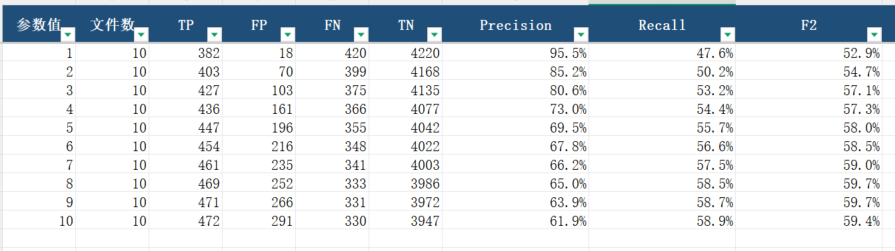 参数值 文件数 TP FP FN TN Precision Recall F2
1 10 382 18 420 4220 95.5% 47.6% 52.9%
2 10 403 70 399 4168 85.2% 50.2% 54.7%
3 10 427 103 375 4135 80.6% 53.2% 57.1%
4 10 436 161 366 4077 73.0% 54.4% 57.3%
5 10 447 196 355 4042 69.5% 55.7% 58.0%
6 10 454 216 348 4022 67.8% 56.6% 58.5%
7 10 461 235 341 4003 66.2% 57.5% 59.0%
8 10 469 252 333 3986 65.0% 58.5% 59.7%
9 10 471 266 331 3972 63.9% 58.7% 59.7%
10 10 472 291 330 3947 61.9% 58.9% 59.4%